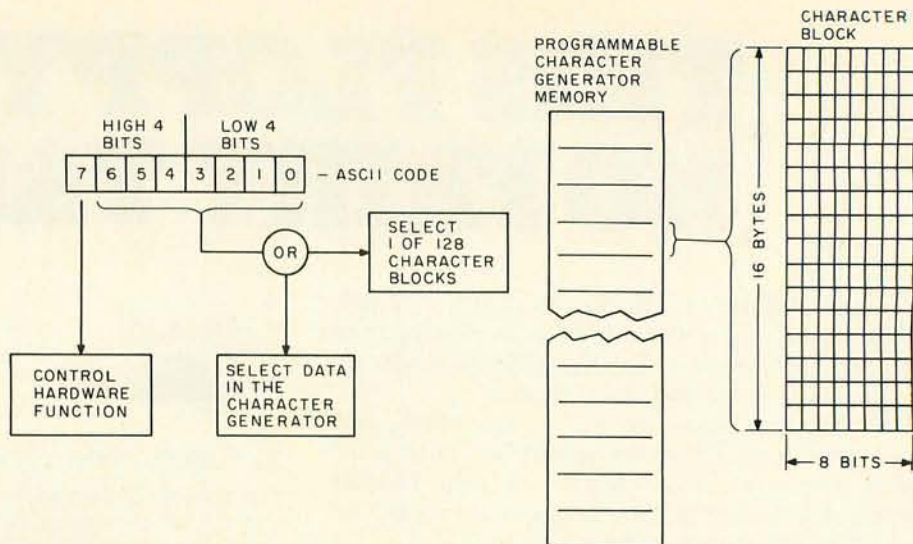 HIGH 4
BITS
LOW 4
BITS
7 6 5 4 3 2 1 0 – ASCII CODE
OR
SELECT
1 OF 128
CHARACTER
BLOCKS
CONTROL
HARDWARE
FUNCTION
SELECT DATA
IN THE
CHARACTER
GENERATOR
PROGRAMMABLE
CHARACTER
GENERATOR
MEMORY
CHARACTER
BLOCK
16 BYTES
8 BITS